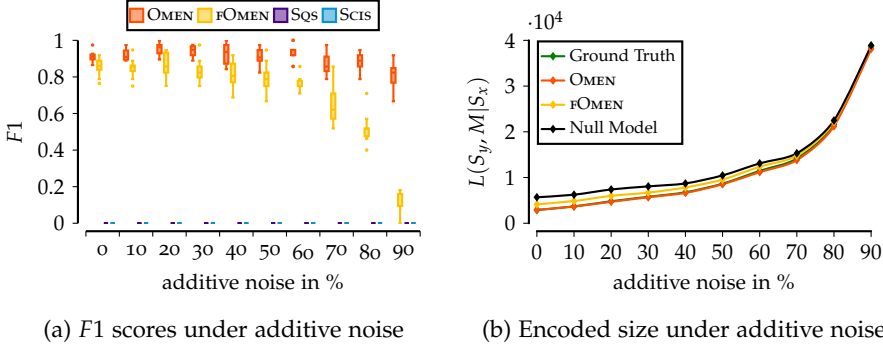 OMEN FOMEN SQS SCIS
1
0.8
0.6
0.4
0.2
0
F1
0 10 20 30 40 50 60 70 80 90
additive noise in %
(a) F1 scores under additive noise
·10⁴
4
3
2
1
0
L(S_y, M|S_x)
Ground Truth
OMEN
FOMEN
Null Model
0 10 20 30 40 50 60 70 80 90
additive noise in %
(b) Encoded size under additive noise